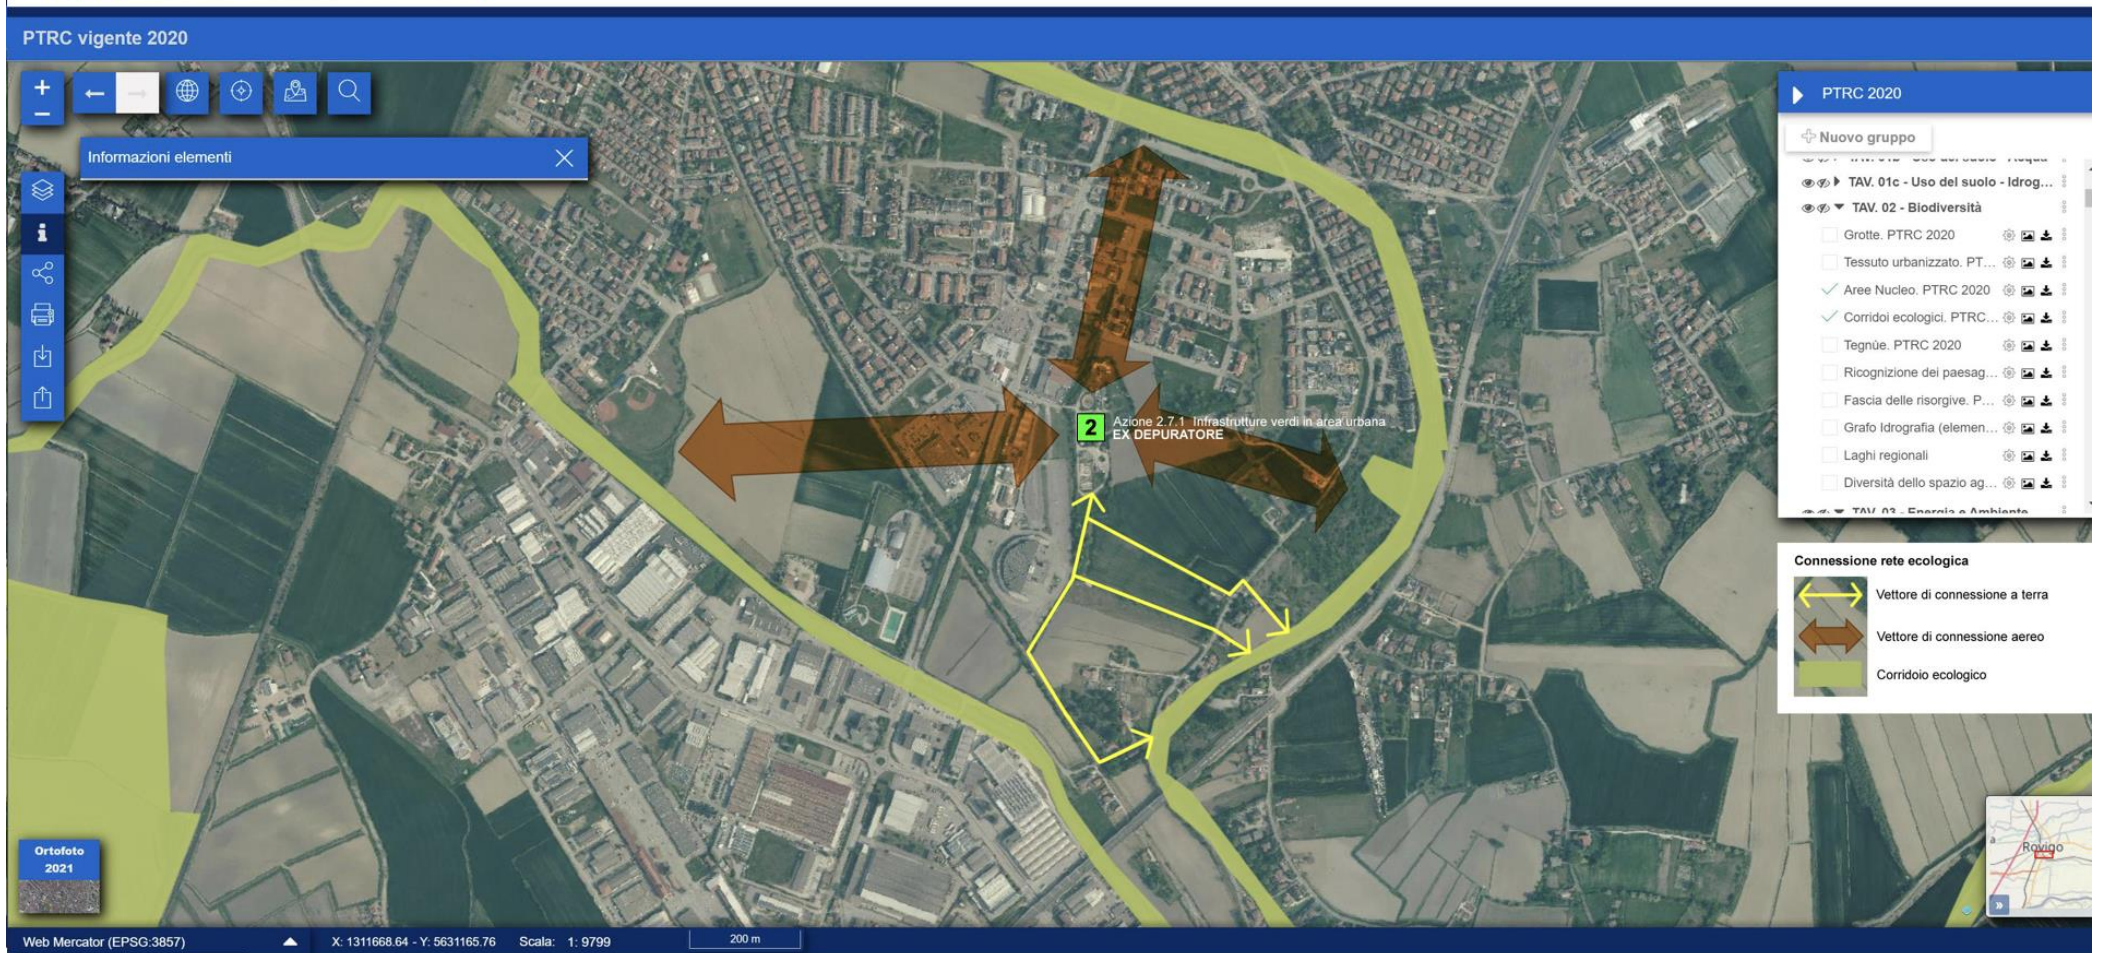 PTRC vigente 2020
Informazioni elementi
PTRC 2020
Nuovo gruppo
TAV. 01c - Uso del suolo - Idrog...
TAV. 02 - Biodiversità
Grotte. PTRC 2020
Tessuto urbanizzato. PT...
Aree Nucleo. PTRC 2020
Corridoi ecologici. PTRC...
Tegnùe. PTRC 2020
Ricognizione dei paesag...
Fascia delle risorgive. P...
Grafo Idrografia (elemen...
Laghi regionali
Diversità dello spazio ag...
TAV. 03 - Energia e Ambiente
2
Azione 2.7.1 Infrastrutture verdi in area urbana
EX DEPURATORE
Connessione rete ecologica
Vettore di connessione a terra
Vettore di connessione aereo
Corridoio ecologico
Rovigo
Ortofoto
2021
Web Mercator (EPSG:3857)
X: 1311668.64 - Y: 5631165.76
Scala: 1: 9799
200 m